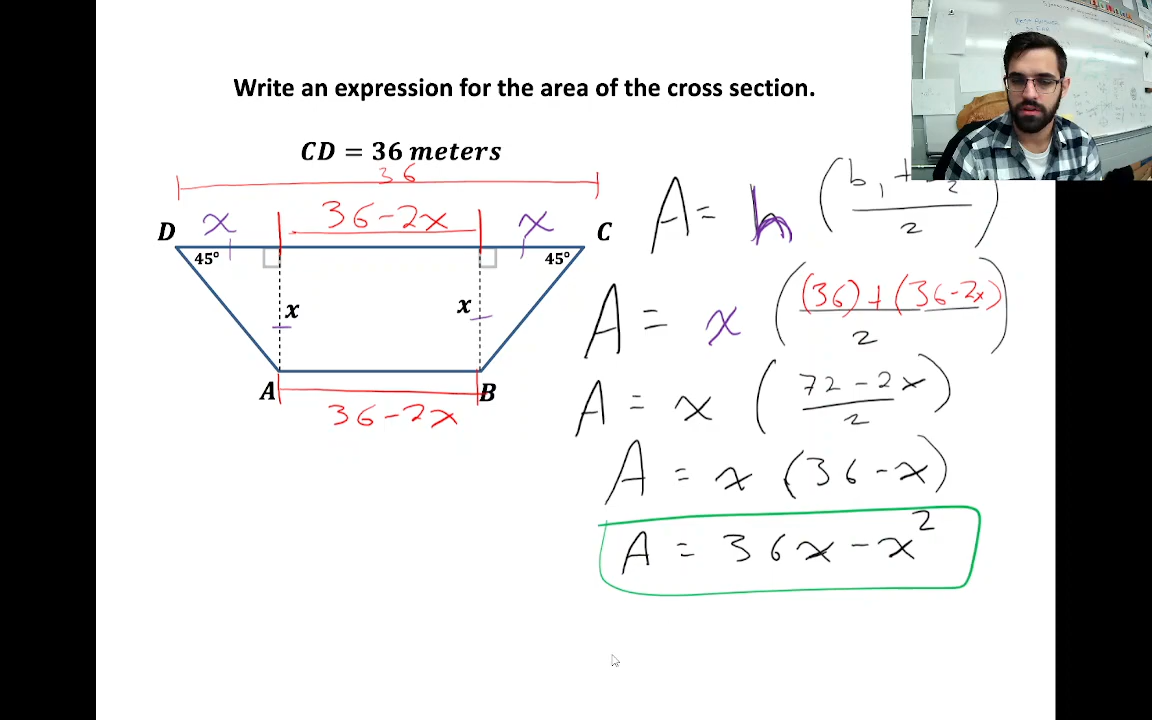 Write an expression for the area of the cross section.
CD = 36 meters
36
D x 36-2x x C
45° 45°
x x
A B
36-2x
A = h (b₁ + 2 / 2)
A = x ((36) + (36-2x) / 2)
A = x (72-2x / 2)
A = x (36-x)
A = 36x - x²